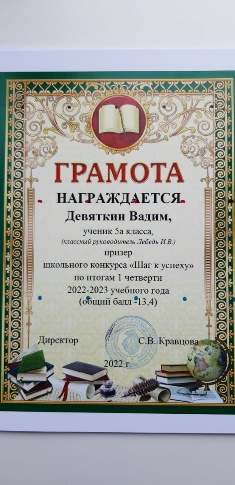 ГРАМОТА
НАГРАЖДАЕТСЯ
Девяткин Вадим,
ученик 5а класса,
(классный руководитель Лебедь И.В.)
призер
школьного конкурса «Шаг к успеху»
по итогам 1 четверти
2022-2023 учебного года
(общий балл -13,4)
Директор С.В. Кравцова
2022 г.